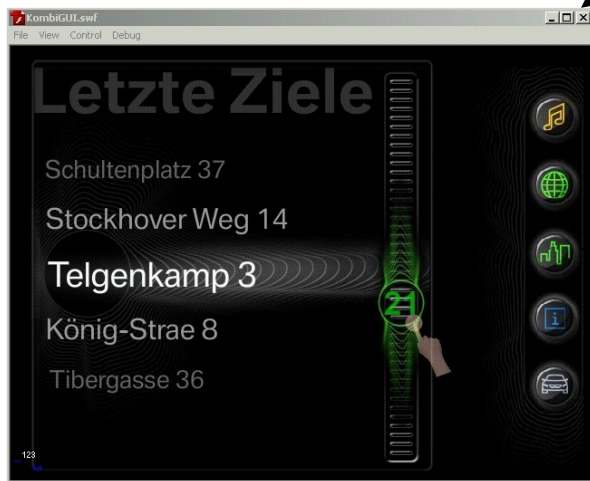 KombiGUI.swf
File View Control Debug
Letzte Ziele
Schultenplatz 37
Stockhover Weg 14
Telgenkamp 3
21
König-Strae 8
Tibergasse 36
i
123